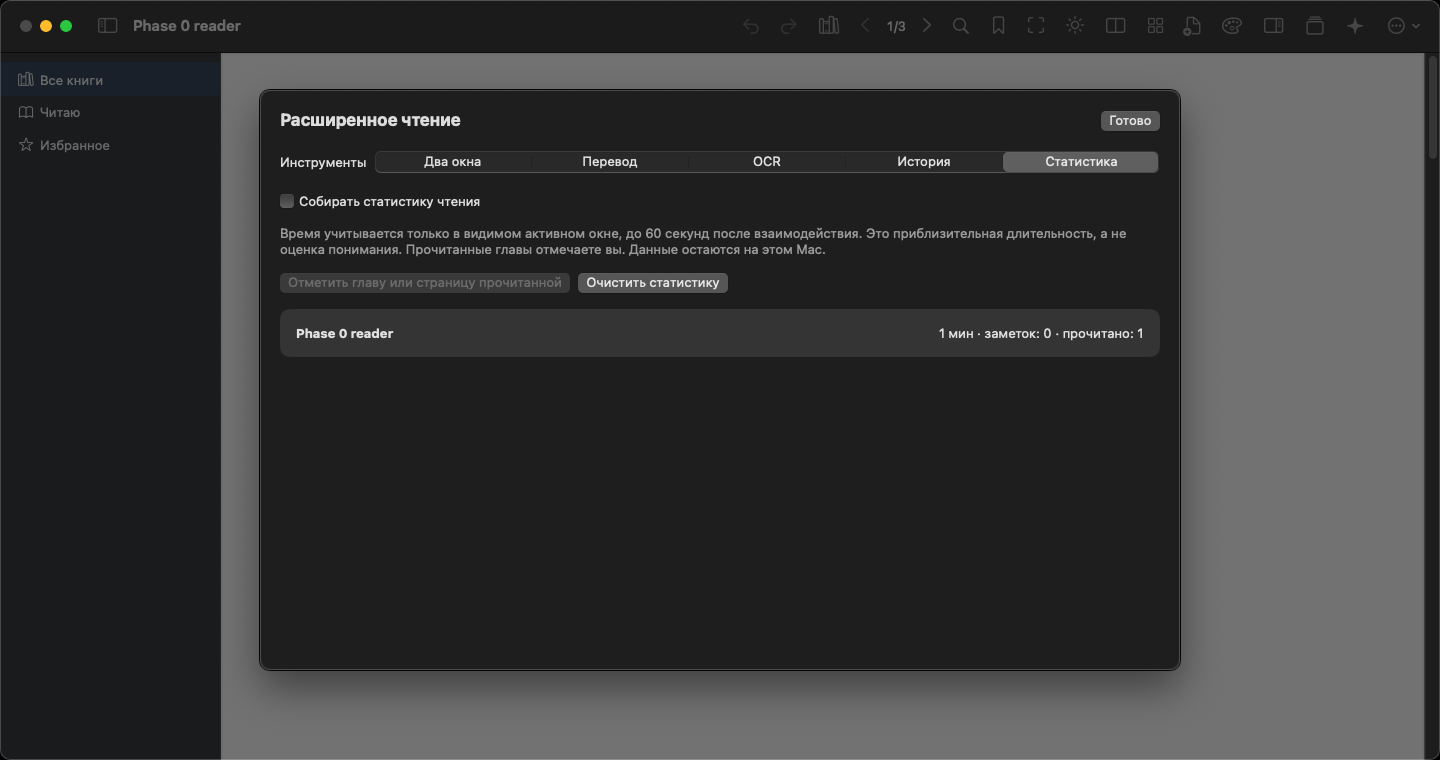 Phase 0 reader
1/3
Все книги
Читаю
Избранное
Расширенное чтение
Готово
Инструменты
Два окна
Перевод
OCR
История
Статистика
Собирать статистику чтения
Время учитывается только в видимом активном окне, до 60 секунд после взаимодействия. Это приблизительная длительность, а не
оценка понимания. Прочитанные главы отмечаете вы. Данные остаются на этом Mac.
Отметить главу или страницу прочитанной
Очистить статистику
Phase 0 reader
1 мин · заметок: 0 · прочитано: 1